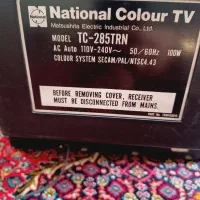 National Colour TV
Matsushita Electric Industrial Co., Ltd.
MODEL TC-285TRN
AC Auto 110V-240V~ 50/60Hz 100W
COLOUR SYSTEM SECAM/PAL/NTSC4.43
BEFORE REMOVING COVER, RECEIVER
MUST BE DISCONNECTED FROM MAINS.